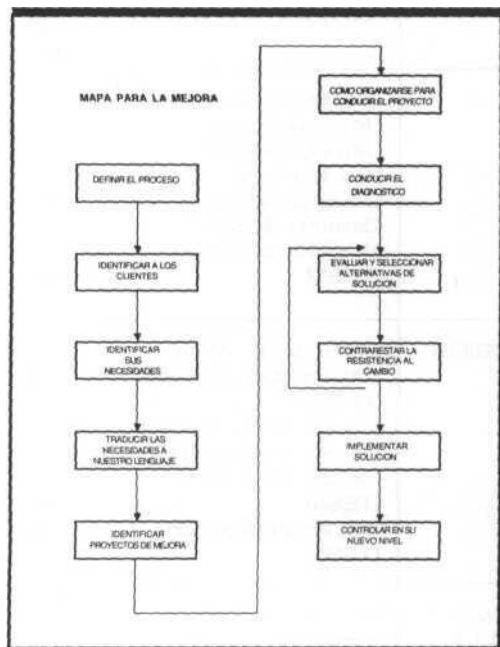 MAPA PARA LA MEJORA
DEFINIR EL PROCESO
IDENTIFICAR A LOS
CLIENTES
IDENTIFICAR
SUS
NECESIDADES
TRADUCIR LAS
NECESIDADES A
NUESTRO LENGUAJE
IDENTIFICAR
PROYECTOS DE MEJORA
COMO ORGANIZARSE PARA
CONDUCIR EL PROYECTO
CONDUCIR EL
DIAGNOSTICO
EVALUAR Y SELECCIONAR
ALTERNATIVAS DE
SOLUCION
CONTRARESTAR LA
RESISTENCIA AL
CAMBIO
IMPLEMENTAR
SOLUCION
CONTROLAR EN SU
NUEVO NIVEL